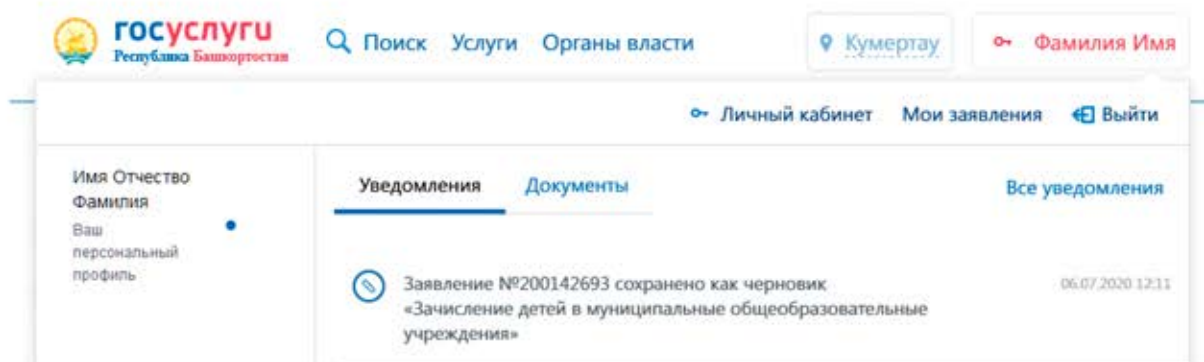 госуслуги
Республика Башкортостан
Поиск Услуги Органы власти
Кумертау
Фамилия Имя
Личный кабинет Мои заявления Выйти
Имя Отчество
Фамилия
Ваш
персональный
профиль
Уведомления Документы
Все уведомления
Заявление №200142693 сохранено как черновик
«Зачисление детей в муниципальные общеобразовательные
учреждения»
06.07.2020 12:11